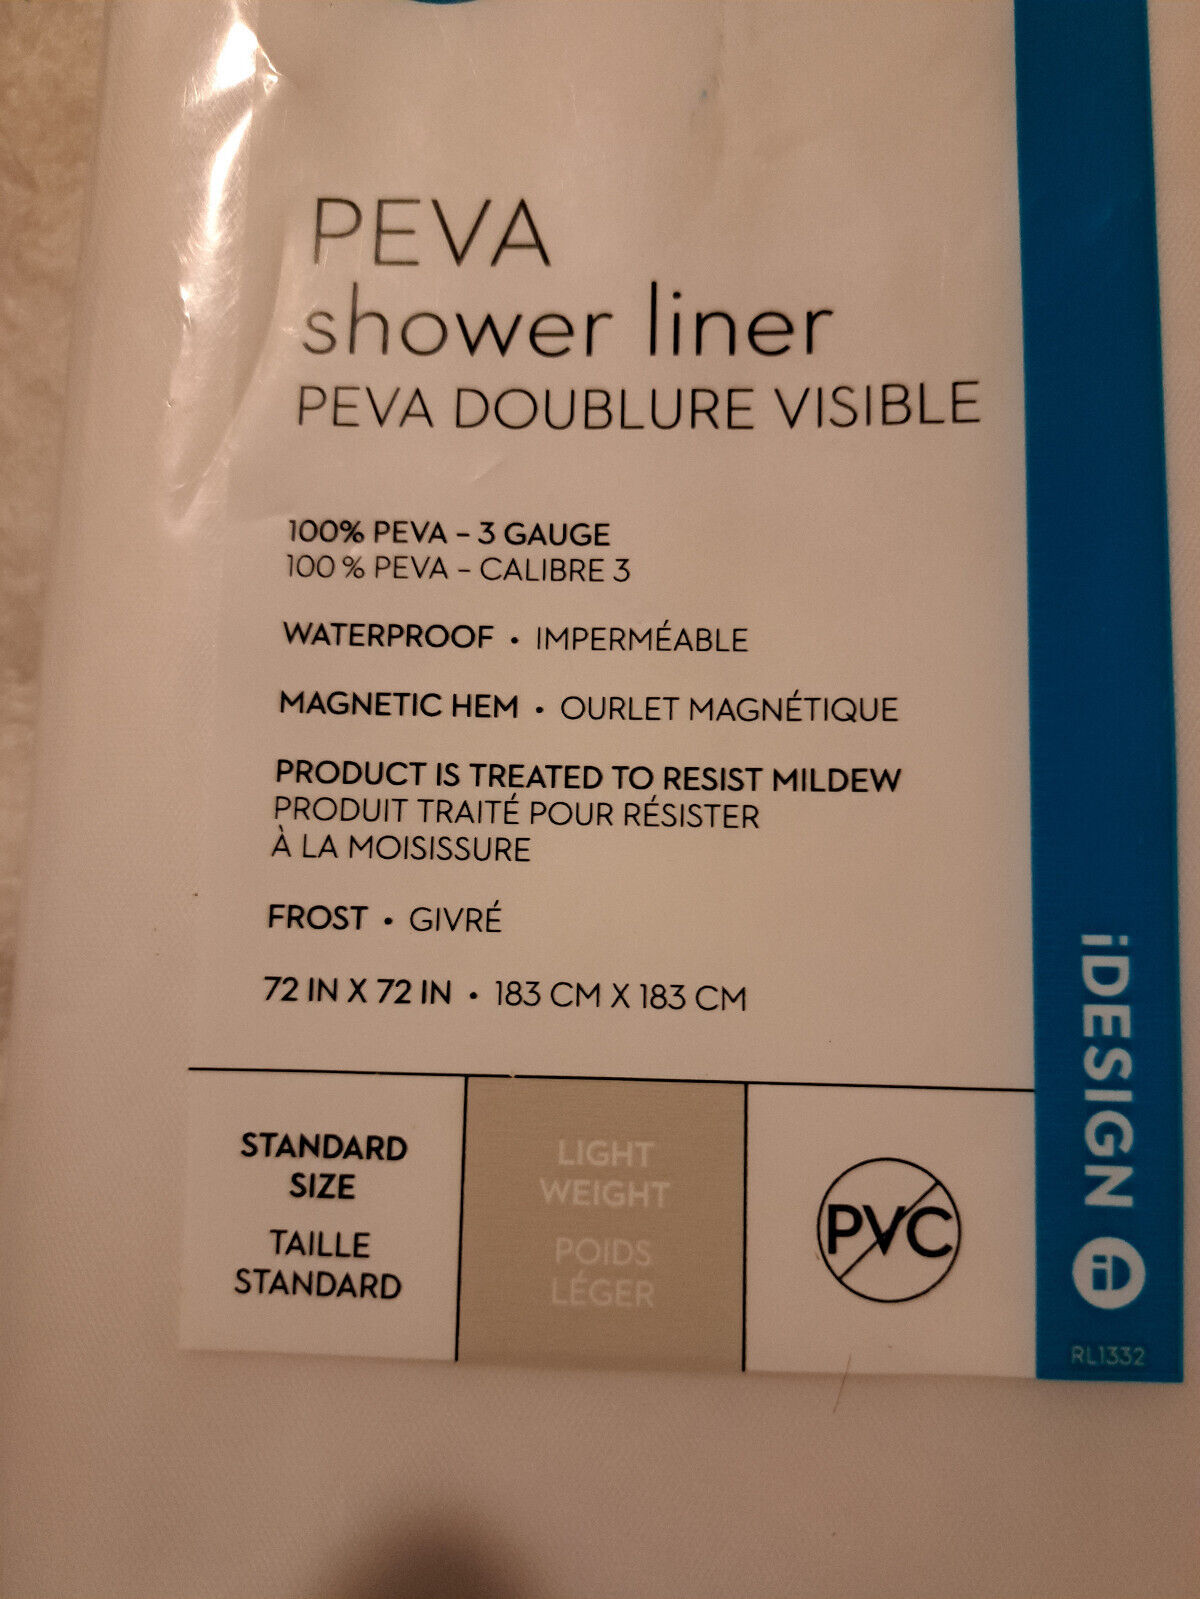 PEVA
shower liner
PEVA DOUBLURE VISIBLE
100% PEVA – 3 GAUGE
100 % PEVA – CALIBRE 3
WATERPROOF • IMPERMÉABLE
MAGNETIC HEM • OURLET MAGNÉTIQUE
PRODUCT IS TREATED TO RESIST MILDEW
PRODUIT TRAITÉ POUR RÉSISTER
À LA MOISISSURE
FROST • GIVRÉ
72 IN X 72 IN • 183 CM X 183 CM
STANDARD
SIZE
TAILLE
STANDARD
LIGHT
WEIGHT
POIDS
LÉGER
PVC
iDESIGN
iD
RL1332